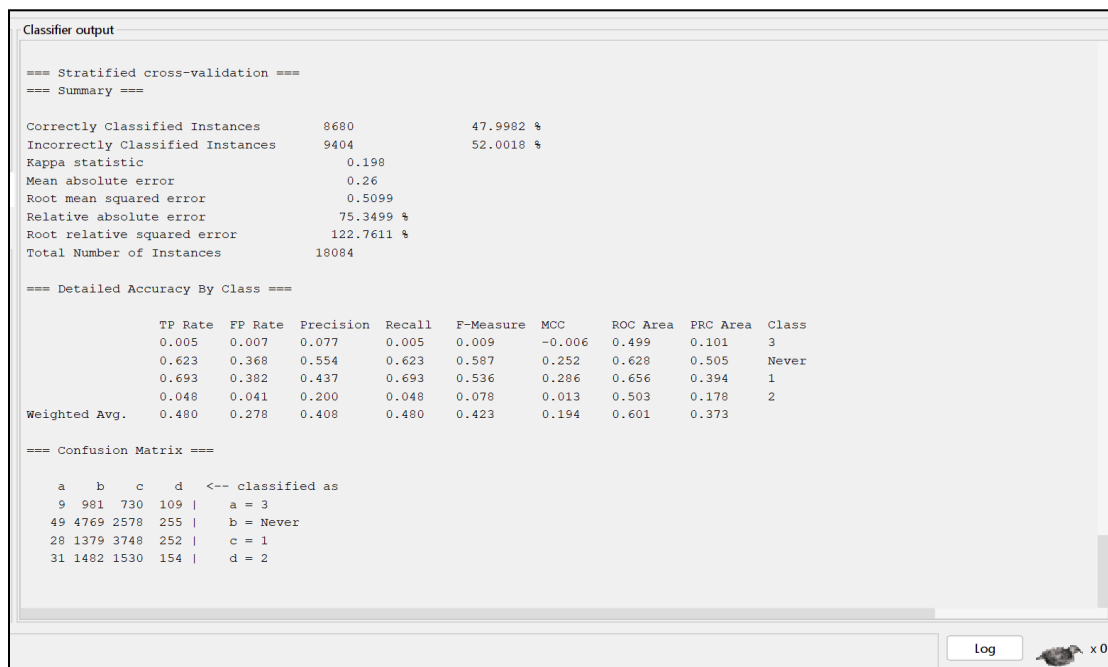 Classifier output
=== Stratified cross-validation ===
=== Summary ===
Correctly Classified Instances 8680 47.9982 %
Incorrectly Classified Instances 9404 52.0018 %
Kappa statistic 0.198
Mean absolute error 0.26
Root mean squared error 0.5099
Relative absolute error 75.3499 %
Root relative squared error 122.7611 %
Total Number of Instances 18084
=== Detailed Accuracy By Class ===
TP Rate FP Rate Precision Recall F-Measure MCC ROC Area PRC Area Class
0.005 0.007 0.077 0.005 0.009 -0.006 0.499 0.101 3
0.623 0.368 0.554 0.623 0.587 0.252 0.628 0.505 Never
0.693 0.382 0.437 0.693 0.536 0.286 0.656 0.394 1
0.048 0.041 0.200 0.048 0.078 0.013 0.503 0.178 2
Weighted Avg. 0.480 0.278 0.408 0.480 0.423 0.194 0.601 0.373
=== Confusion Matrix ===
a b c d <-- classified as
9 981 730 109 | a = 3
49 4769 2578 255 | b = Never
28 1379 3748 252 | c = 1
31 1482 1530 154 | d = 2
Log x 0